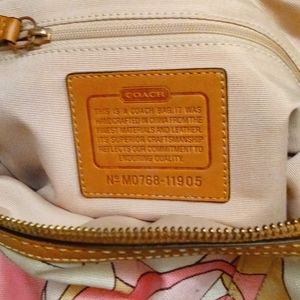 COACH
THIS IS A COACH BAG.IT WAS
HANDCRAFTED IN CHINA FROM THE
FINEST MATERIALS AND LEATHER.
ITS SUPERIOR CRAFTSMANSHIP
REFLECTS OUR COMMITMENT TO
ENDURING QUALITY.
Nº M0768-11905